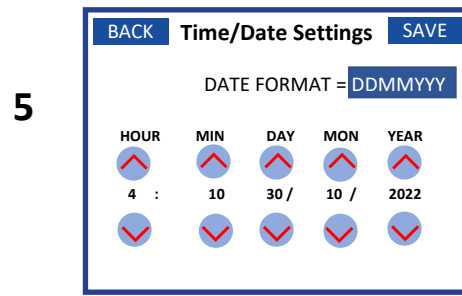 BACK Time/Date Settings SAVE
DATE FORMAT = DDMMYYY
5
HOUR MIN DAY MON YEAR
4 : 10 30 / 10 / 2022